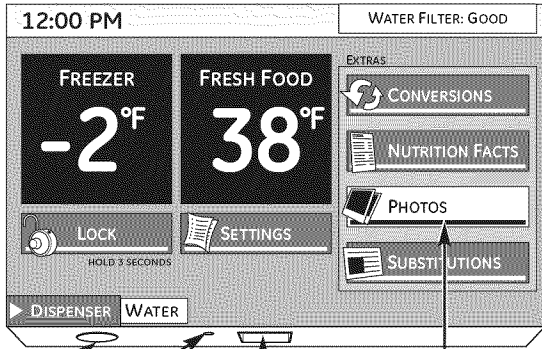 12:00 PM
WATER FILTER: GOOD
EXTRAS
FREEZER
-2°F
FRESH FOOD
38°F
CONVERSIONS
NUTRITION FACTS
PHOTOS
SUBSTITUTIONS
LOCK
HOLD 3 SECONDS
SETTINGS
DISPENSER
WATER